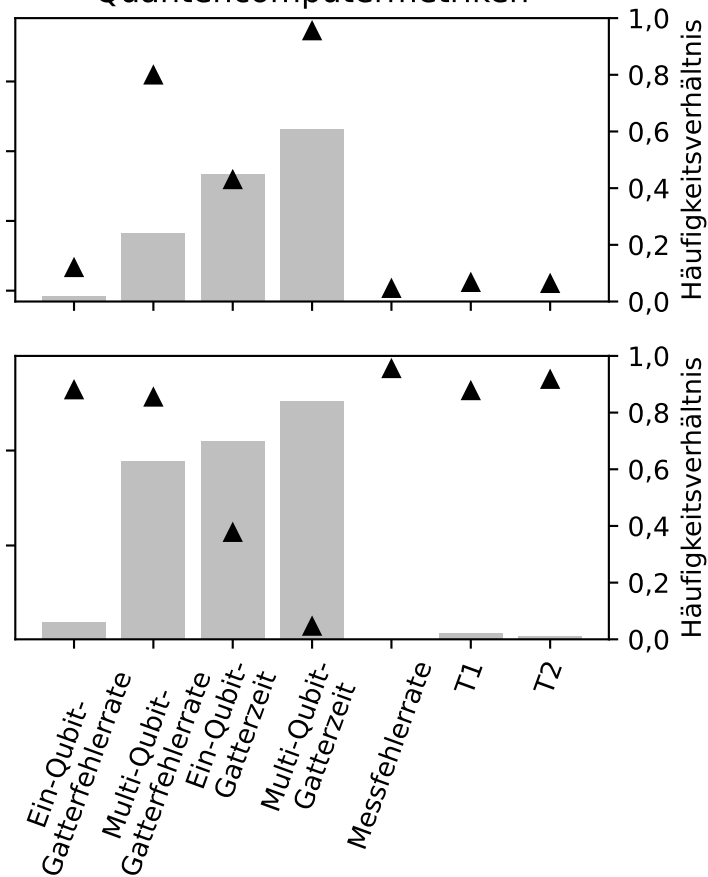 Quantencomputermetriken
1,0
0,8
0,6
0,4
0,2
0,0
Häufigkeitsverhältnis
1,0
0,8
0,6
0,4
0,2
0,0
Häufigkeitsverhältnis
Ein-Qubit-
Gatterfehlerrate
Multi-Qubit-
Gatterfehlerrate
Ein-Qubit-
Gatterzeit
Multi-Qubit-
Gatterzeit
Messfehlerrate
T1
T2